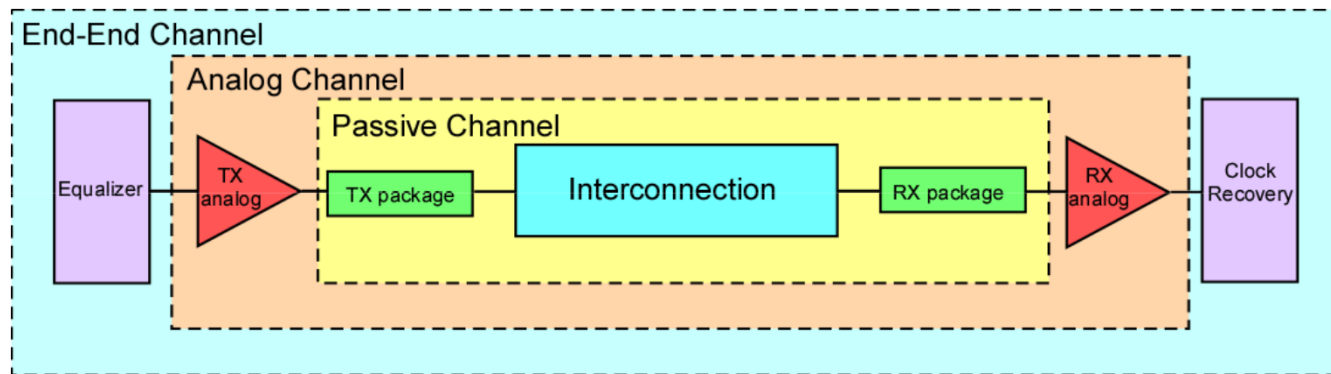 End-End Channel
Analog Channel
Passive Channel
Equalizer
TX
analog
TX package
Interconnection
RX package
RX
analog
Clock
Recovery